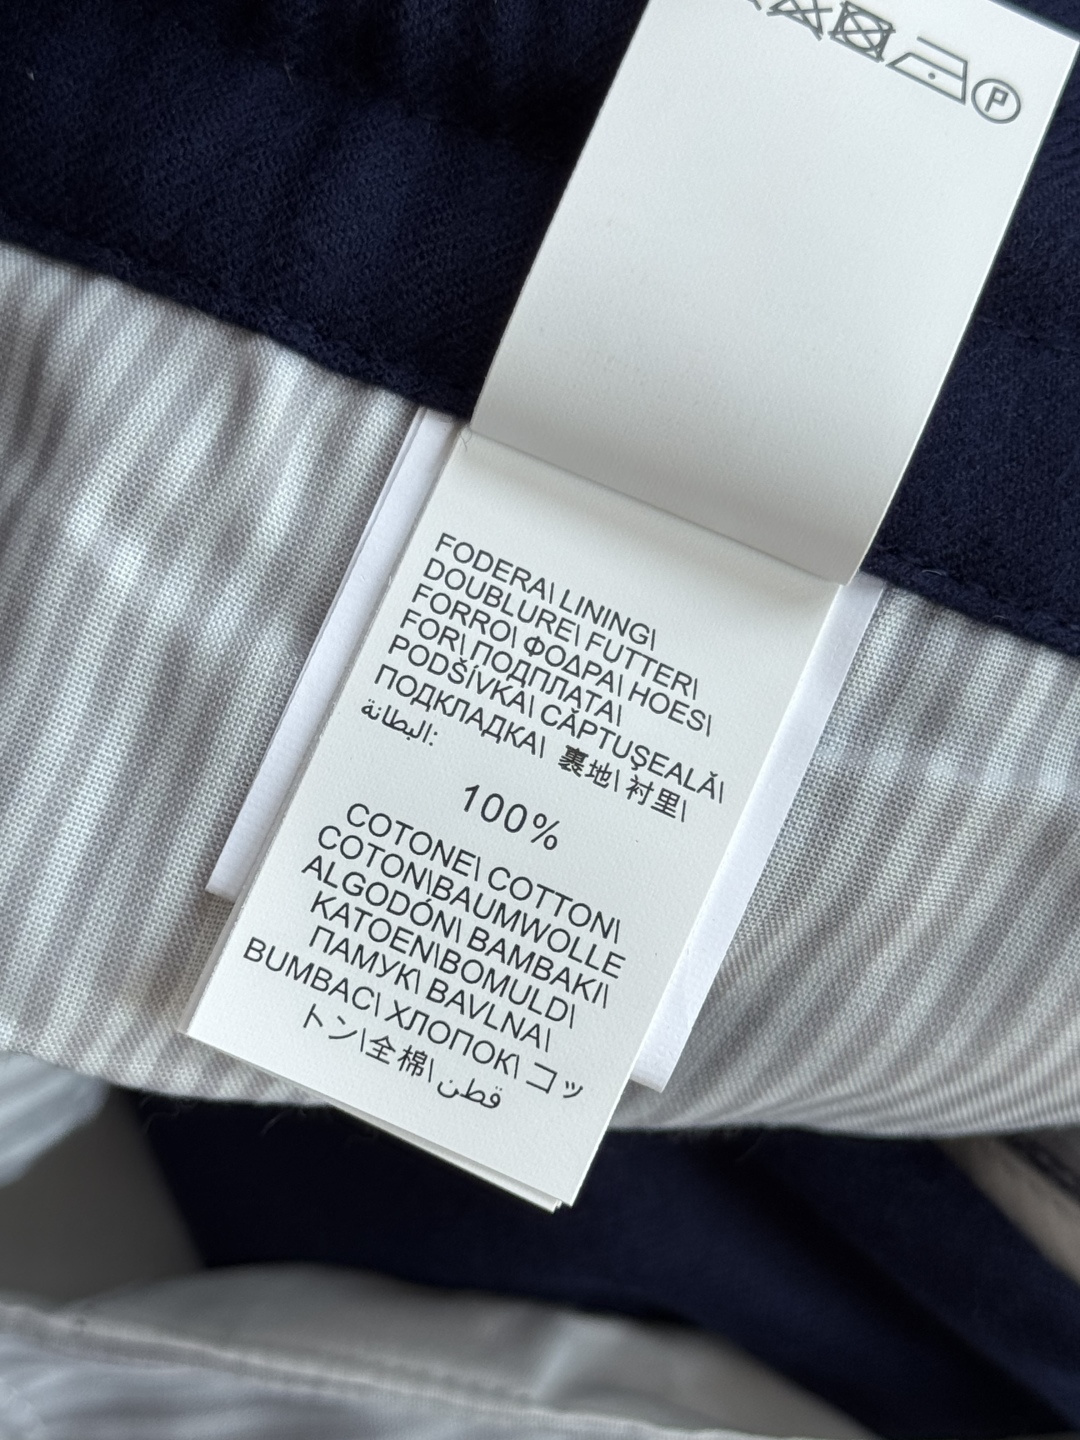 P
FODERA\ LINING\
DOUBLURE\ FUTTER\
FORRO\ ΦΟΔΡΑ\ HOES\
FOR\ ПОДПЛАТА\
PODŠÍVKA\ CĂPTUŞEALĂ\
ПОДКЛАДКА\ 裏地\ 衬里\
البطانة:
100%
COTONE\ COTTON\
COTON\BAUMWOLLE
ALGODÓN\ BAMBAKI\
KATOEN\BOMULD\
ПАМУК\ BAVLNA\
BUMBAC\ ХЛОПОК\ コッ
トン\全棉\ قطن